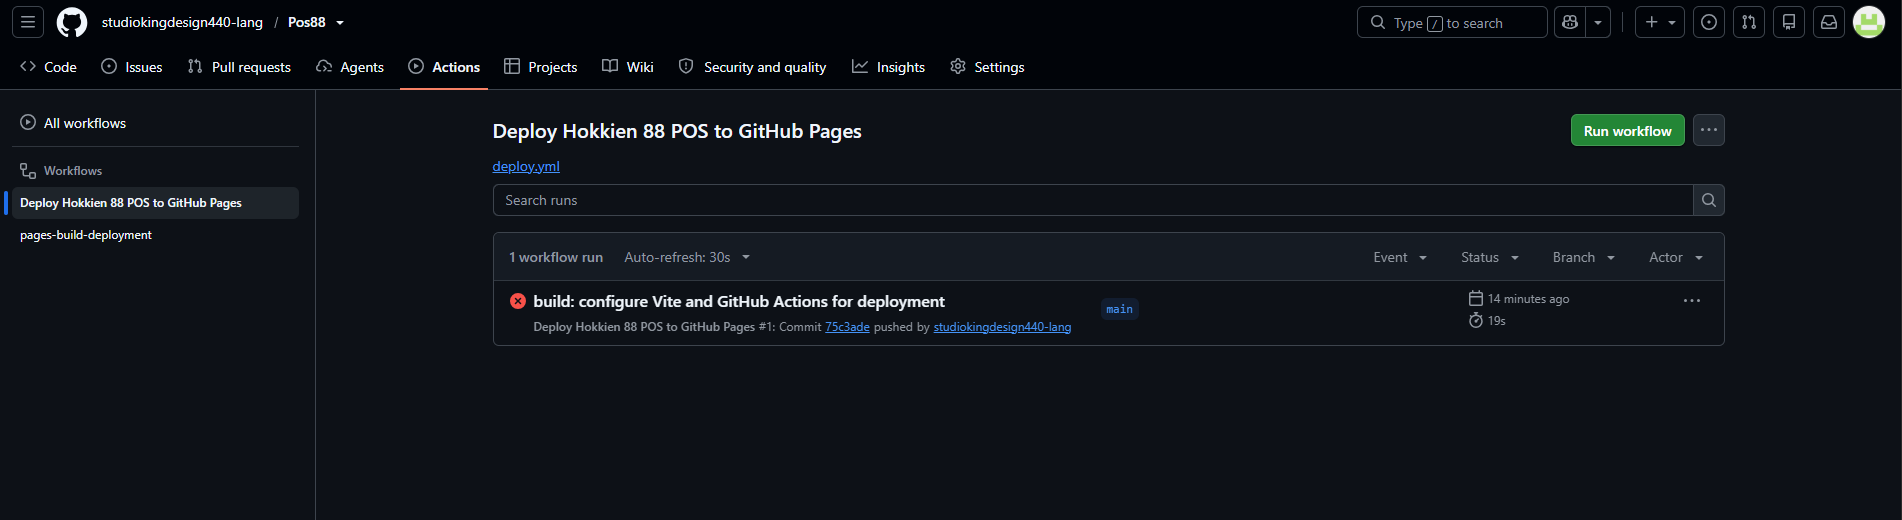 studiokingdesign440-lang / Pos88
Type / to search
Code Issues Pull requests Agents Actions Projects Wiki Security and quality Insights Settings
All workflows
Workflows
Deploy Hokkien 88 POS to GitHub Pages
pages-build-deployment
Deploy Hokkien 88 POS to GitHub Pages
Run workflow
deploy.yml
Search runs
1 workflow run Auto-refresh: 30s Event Status Branch Actor
build: configure Vite and GitHub Actions for deployment
main
14 minutes ago
Deploy Hokkien 88 POS to GitHub Pages #1: Commit 75c3ade pushed by studiokingdesign440-lang
19s